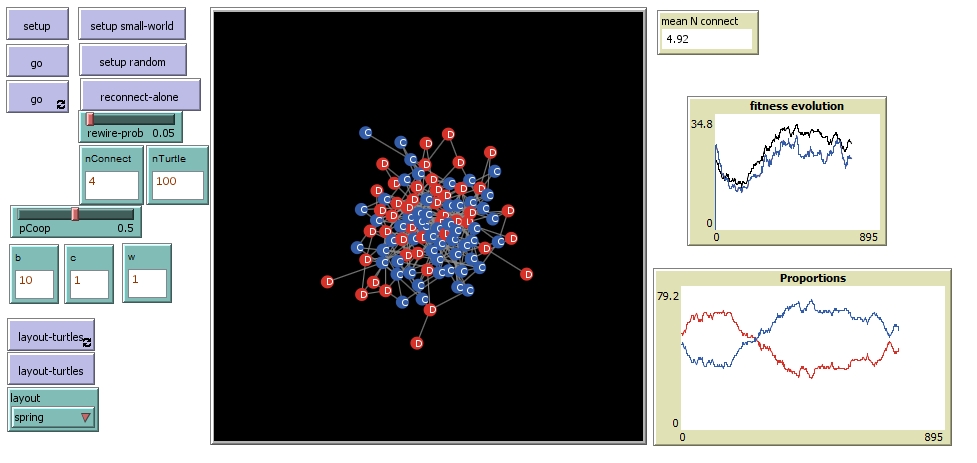 setup
setup small-world
go
setup random
go
reconnect-alone
rewire-prob 0.05
nConnect
4
nTurtle
100
pCoop 0.5
b
10
c
1
w
1
layout-turtles
layout-turtles
layout
spring
mean N connect
4.92
fitness evolution
34.8
0
0 895
Proportions
79.2
0
0 895